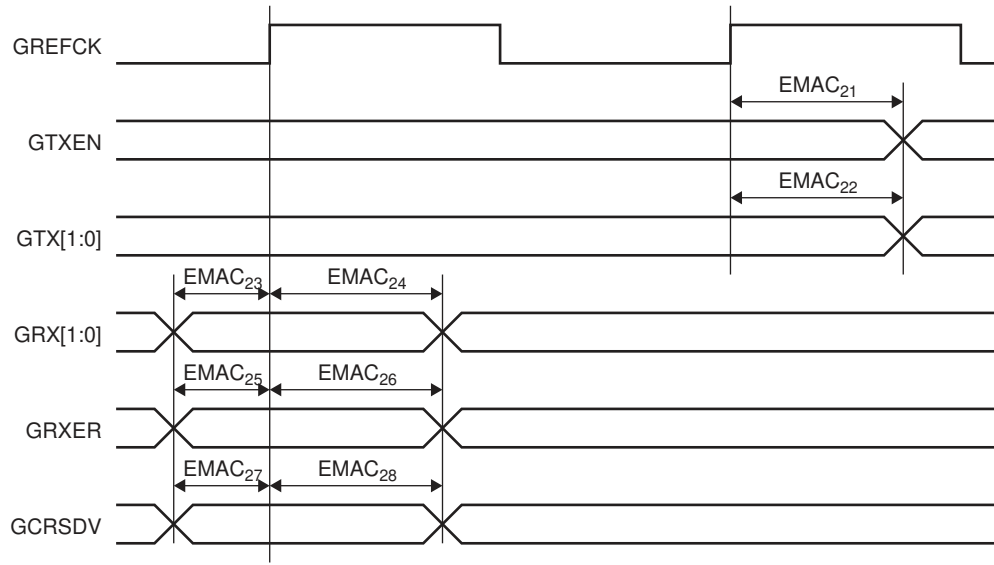 GREFCK
EMAC21
GTXEN
EMAC22
GTX[1:0]
EMAC23 EMAC24
GRX[1:0]
EMAC25 EMAC26
GRXER
EMAC27 EMAC28
GCRSDV